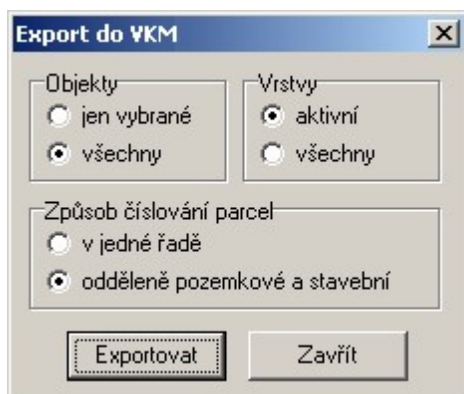 Export do VKM
Objekty
jen vybrané
všechny
Vrstvy
aktivní
všechny
Způsob číslování parcel
v jedné řadě
odděleně pozemkové a stavební
Exportovat
Zavřít